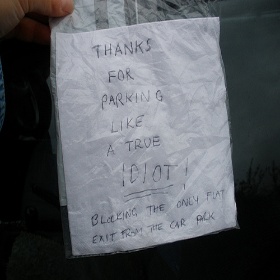 THANKS
FOR
PARKING
LIKE
A TRUE
IDIOT!
BLOCKING THE ONLY FLAT
EXIT FROM THE CAR PARK